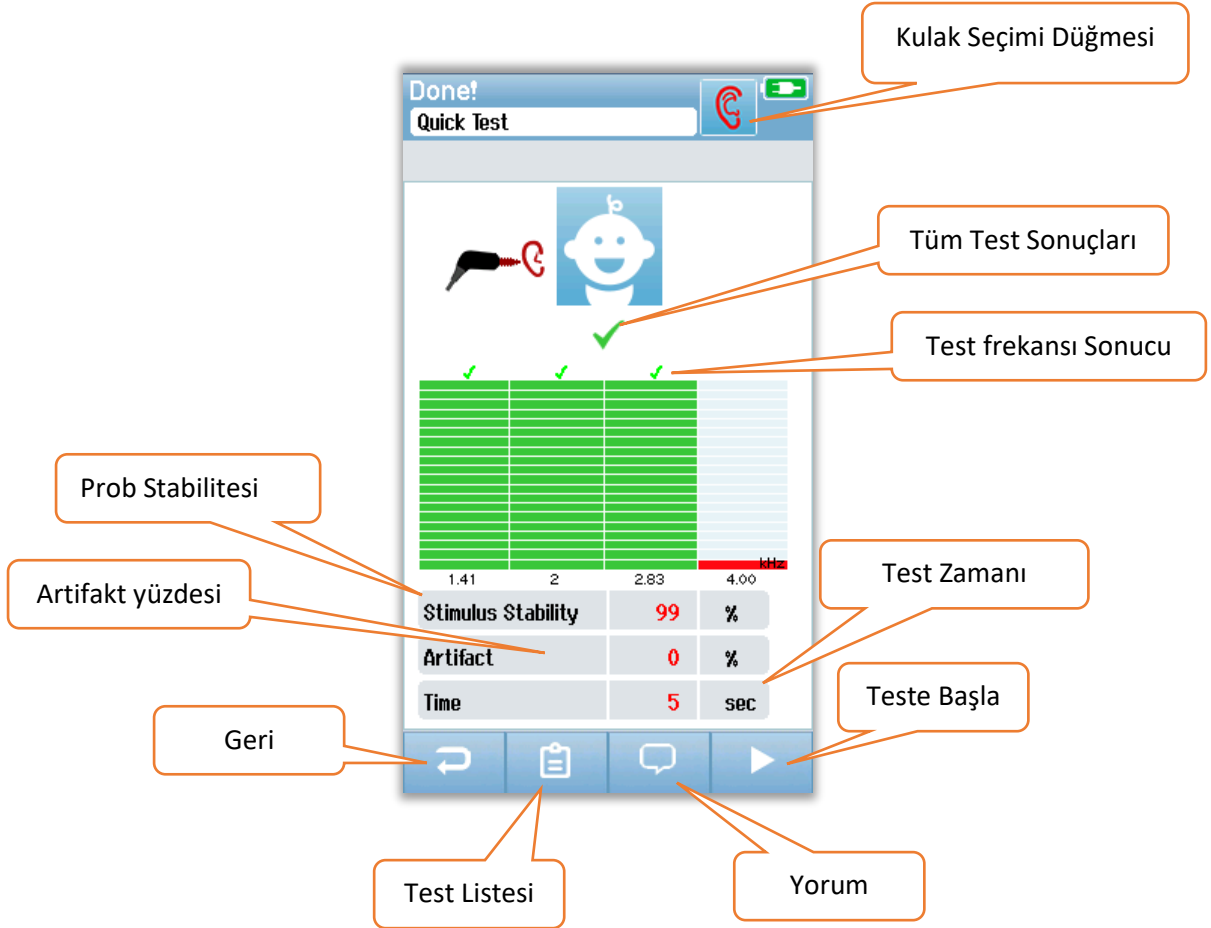 Kulak Seçimi Düğmesi
Done!
Quick Test
Tüm Test Sonuçları
Test frekansı Sonucu
Prob Stabilitesi
kHz
1.41 2 2.83 4.00
Test Zamanı
Artifakt yüzdesi
Stimulus Stability 99 %
Artifact 0 %
Time 5 sec
Teste Başla
Geri
Test Listesi
Yorum